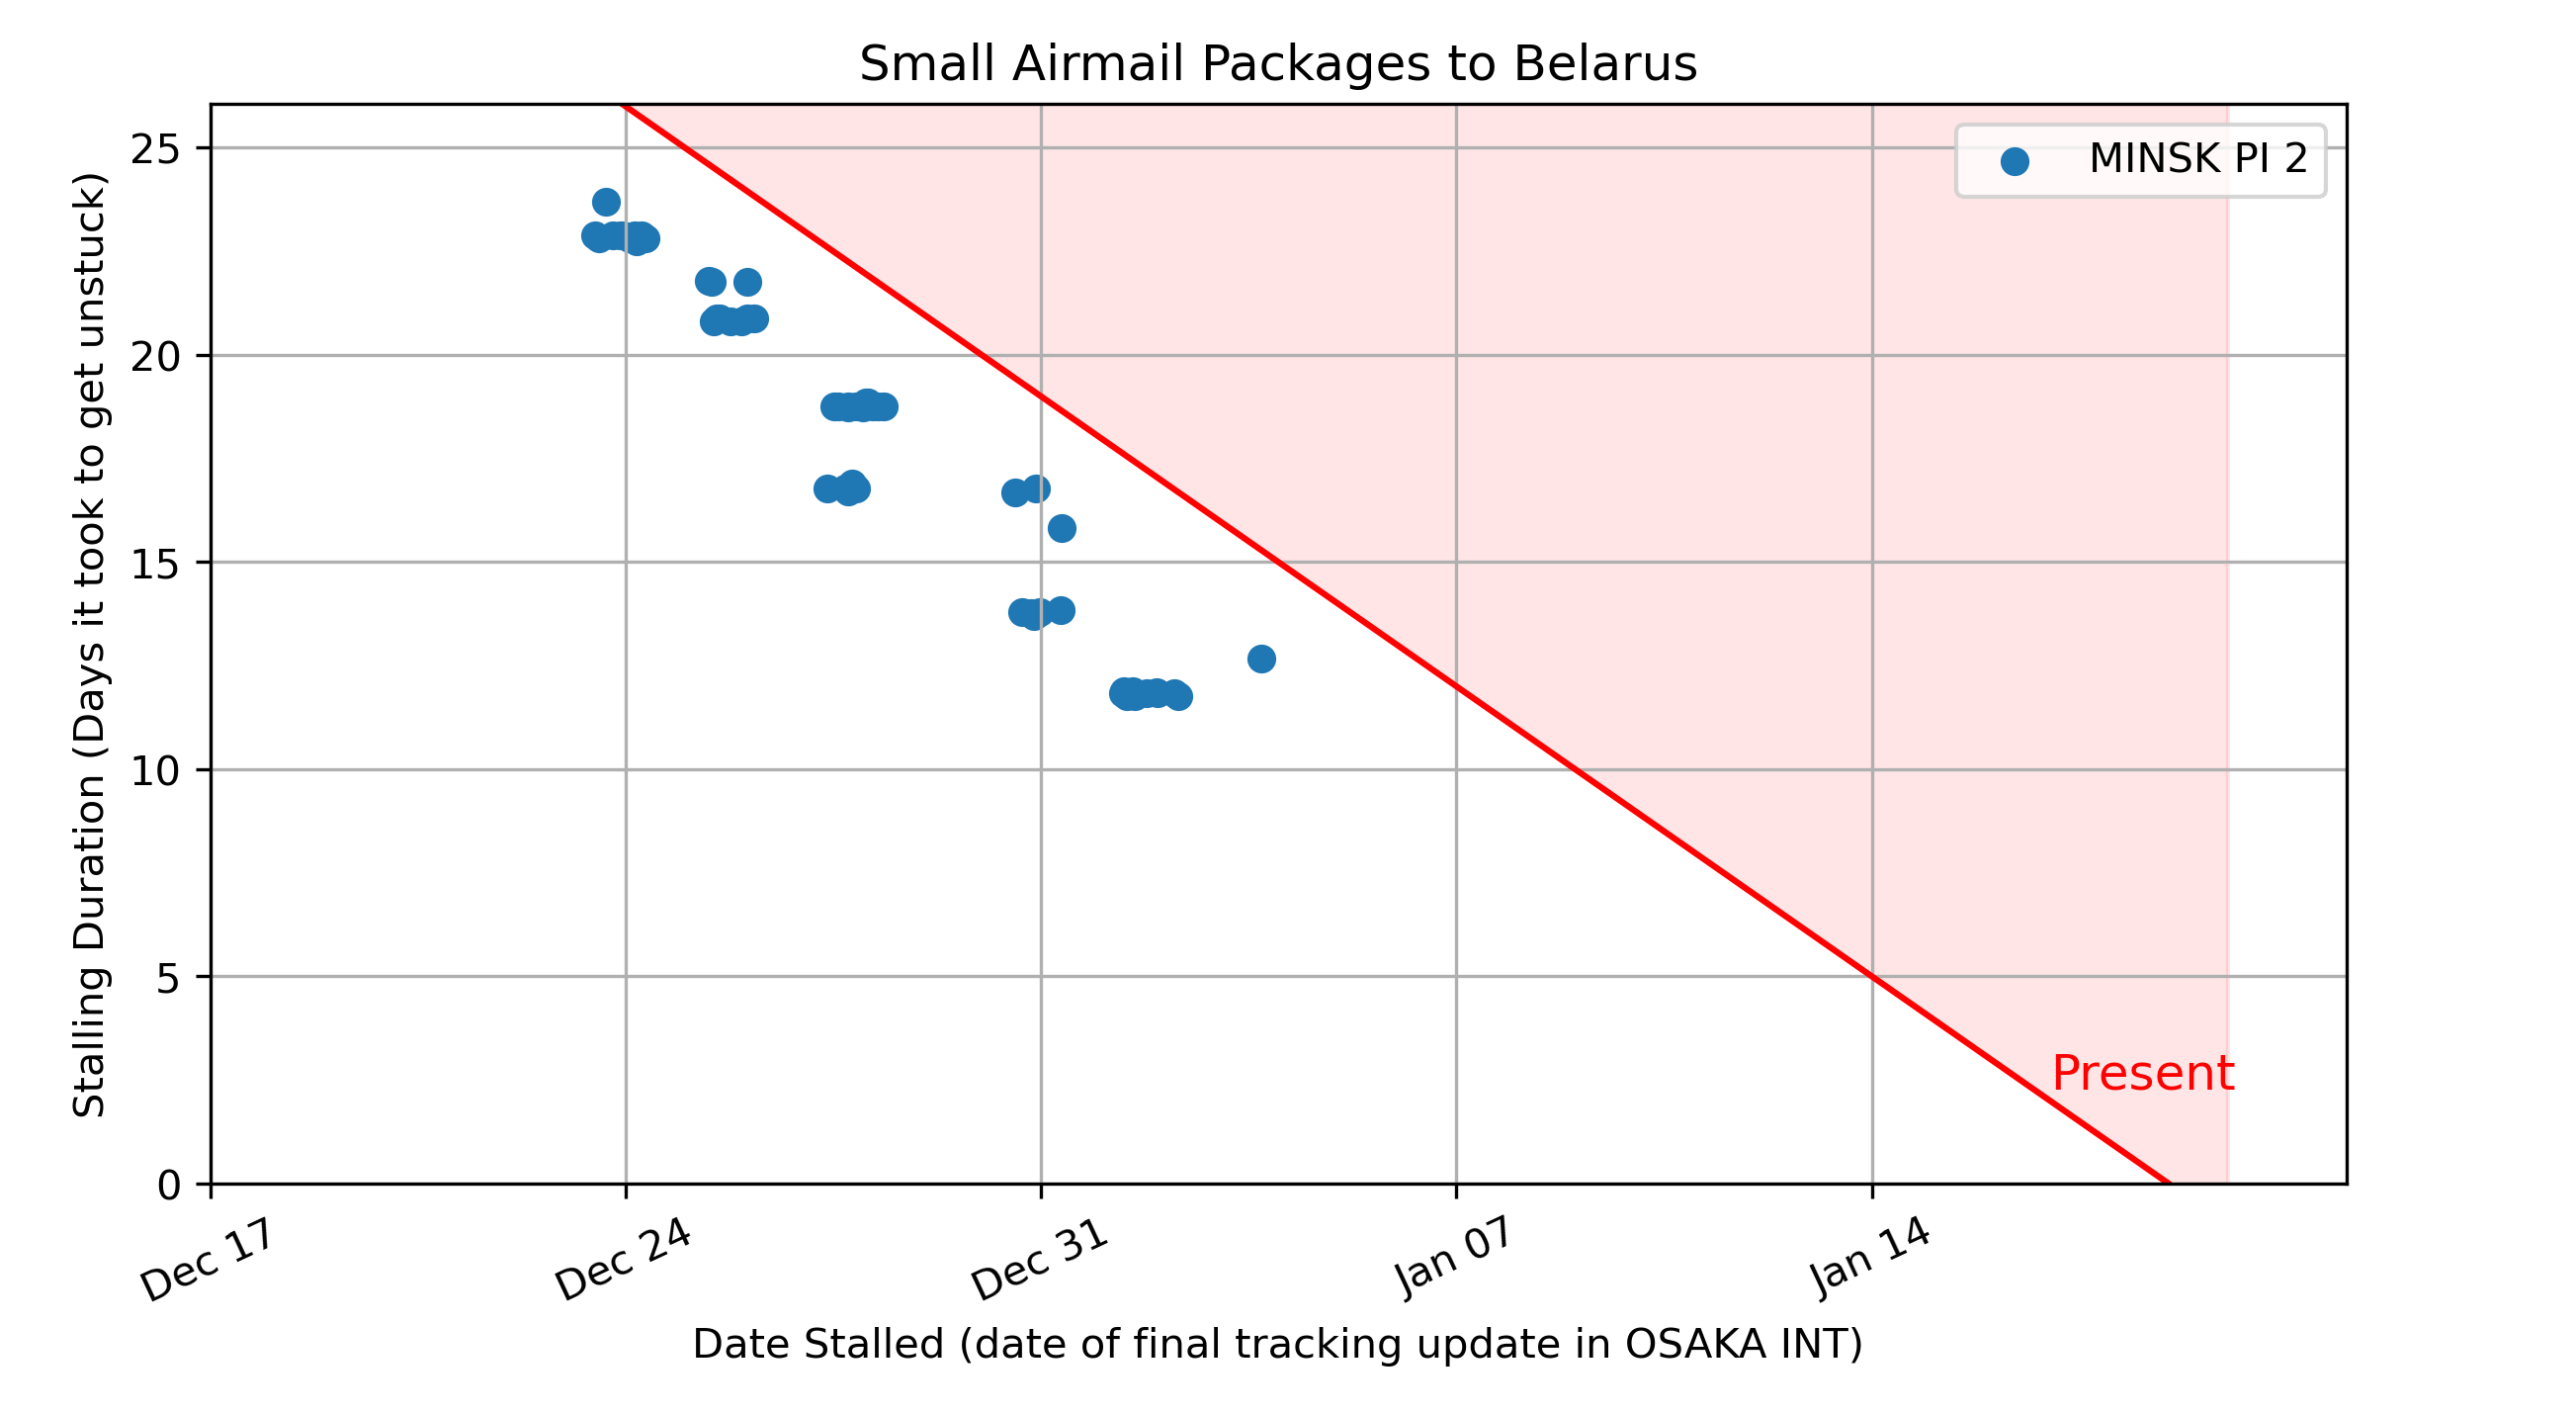 Small Airmail Packages to Belarus
MINSK PI 2
Stalling Duration (Days it took to get unstuck)
25
20
15
10
5
0
Present
Dec 17
Dec 24
Dec 31
Jan 07
Jan 14
Date Stalled (date of final tracking update in OSAKA INT)